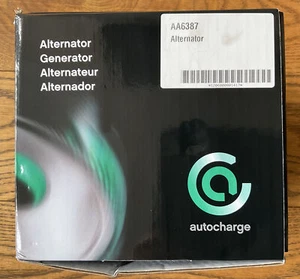 Alternator
Generator
Alternateur
Alternador
AA6387
Alternator
autocharge